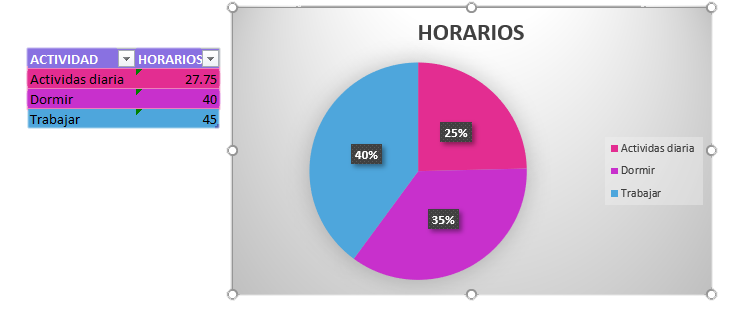 HORARIOS
ACTIVIDAD HORARIOS
Actividas diaria 27.75
Dormir 40
Trabajar 45
25%
40%
35%
Actividas diaria
Dormir
Trabajar